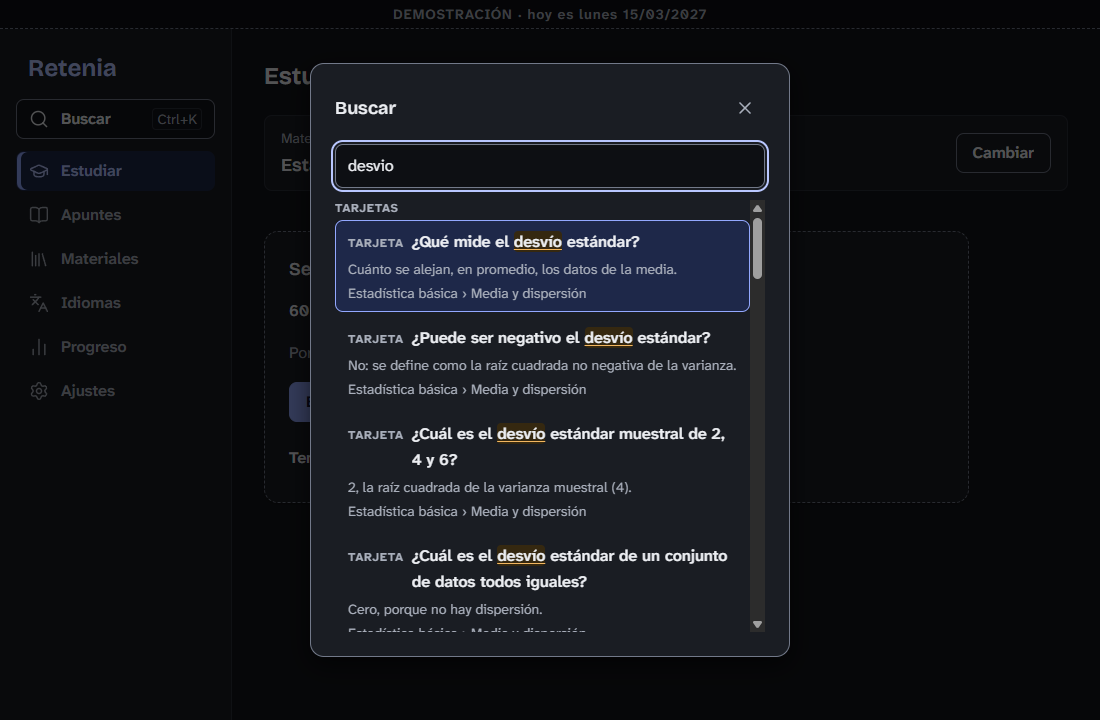 DEMOSTRACIÓN · hoy es lunes 15/03/2027
Retenia
Buscar Ctrl+K
Estudiar
Apuntes
Materiales
Idiomas
Progreso
Ajustes
Cambiar
Buscar
desvio
TARJETAS
TARJETA ¿Qué mide el desvío estándar?
Cuánto se alejan, en promedio, los datos de la media.
Estadística básica › Media y dispersión
TARJETA ¿Puede ser negativo el desvío estándar?
No: se define como la raíz cuadrada no negativa de la varianza.
Estadística básica › Media y dispersión
TARJETA ¿Cuál es el desvío estándar muestral de 2,
4 y 6?
2, la raíz cuadrada de la varianza muestral (4).
Estadística básica › Media y dispersión
TARJETA ¿Cuál es el desvío estándar de un conjunto
de datos todos iguales?
Cero, porque no hay dispersión.
Estadística básica › Media y dispersión